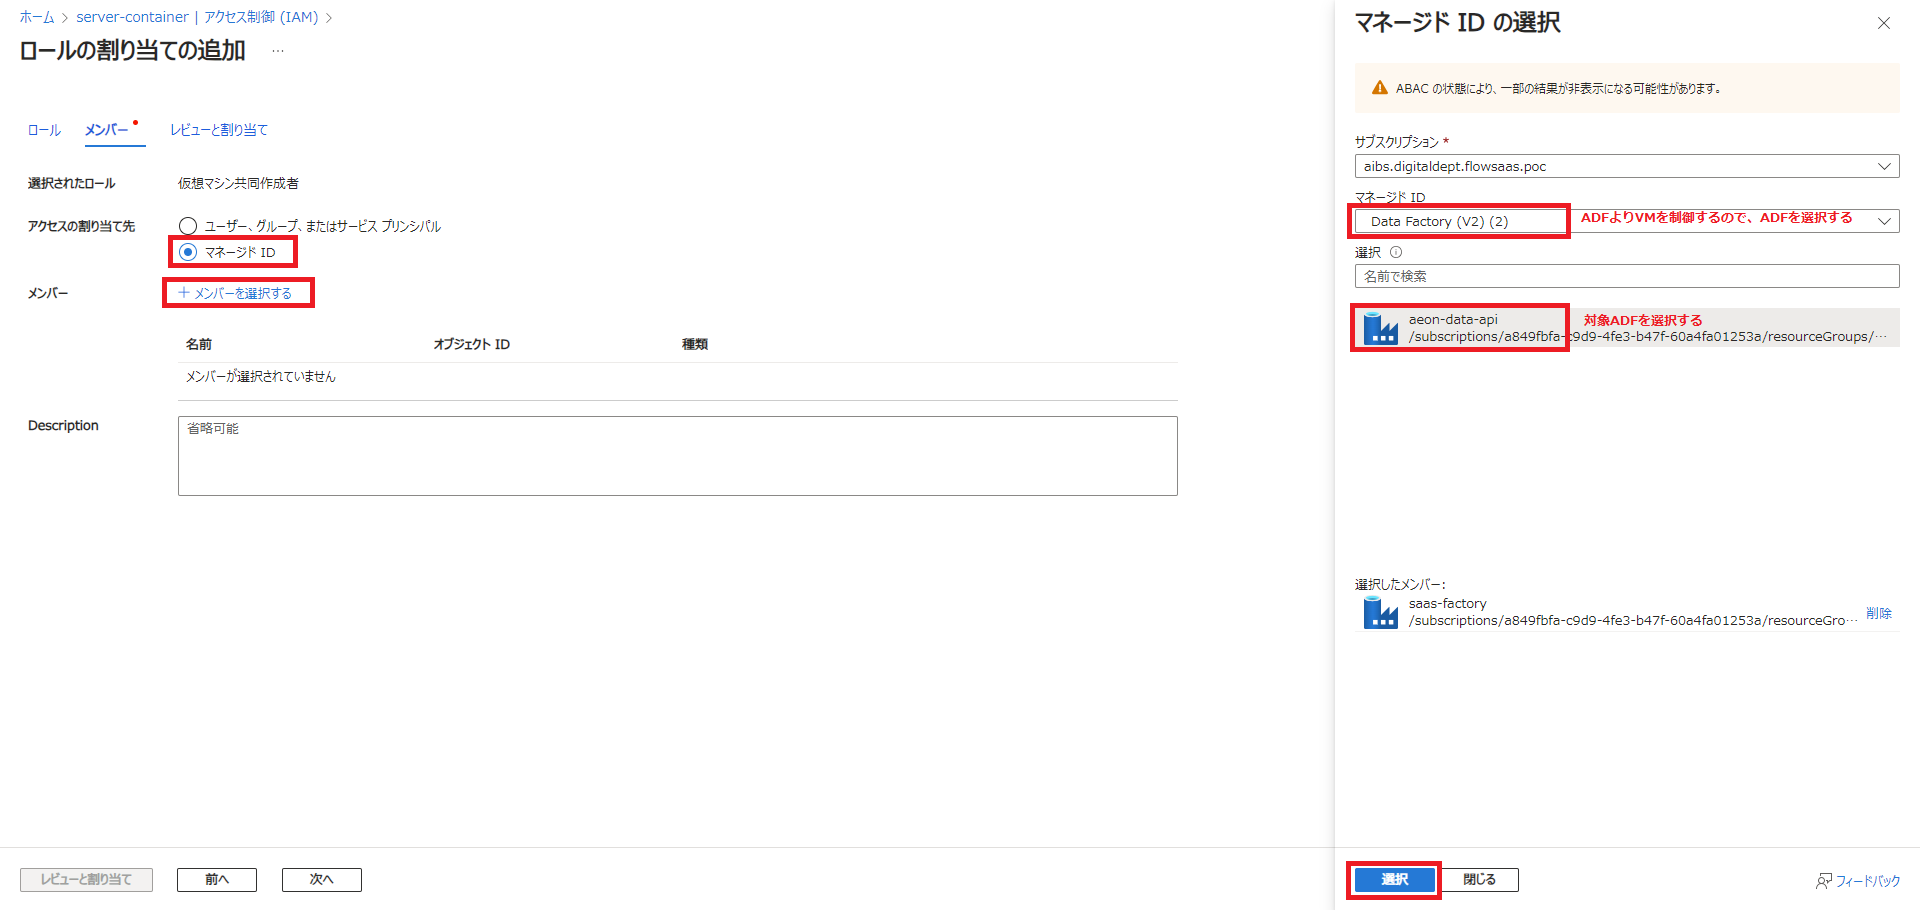 ホーム > server-container | アクセス制御 (IAM) >
ロールの割り当ての追加 …
ロール メンバー レビューと割り当て
選択されたロール 仮想マシン共同作成者
アクセスの割り当て先 ユーザー、グループ、またはサービス プリンシパル
マネージド ID
メンバー + メンバーを選択する
名前 オブジェクト ID 種類
メンバーが選択されていません
Description 省略可能
レビューと割り当て 前へ 次へ
マネージド ID の選択
ABAC の状態により、一部の結果が非表示になる可能性があります。
サブスクリプション *
aibs.digitaldept.flowsaas.poc
マネージド ID
Data Factory (V2) (2) ADFよりVMを制御するので、ADFを選択する
選択
名前で検索
aeon-data-api 対象ADFを選択する
/subscriptions/a849fbfa-c9d9-4fe3-b47f-60a4fa01253a/resourceGroups/…
選択したメンバー:
saas-factory
/subscriptions/a849fbfa-c9d9-4fe3-b47f-60a4fa01253a/resourceGro… 削除
選択 閉じる フィードバック